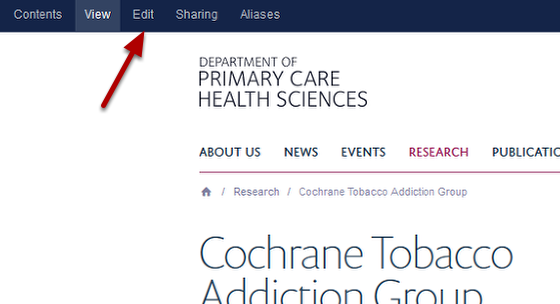 Contents View Edit Sharing Aliases
DEPARTMENT OF
PRIMARY CARE
HEALTH SCIENCES
ABOUT US NEWS EVENTS RESEARCH PUBLICATIO
/ Research / Cochrane Tobacco Addiction Group
Cochrane Tobacco
Addiction Group